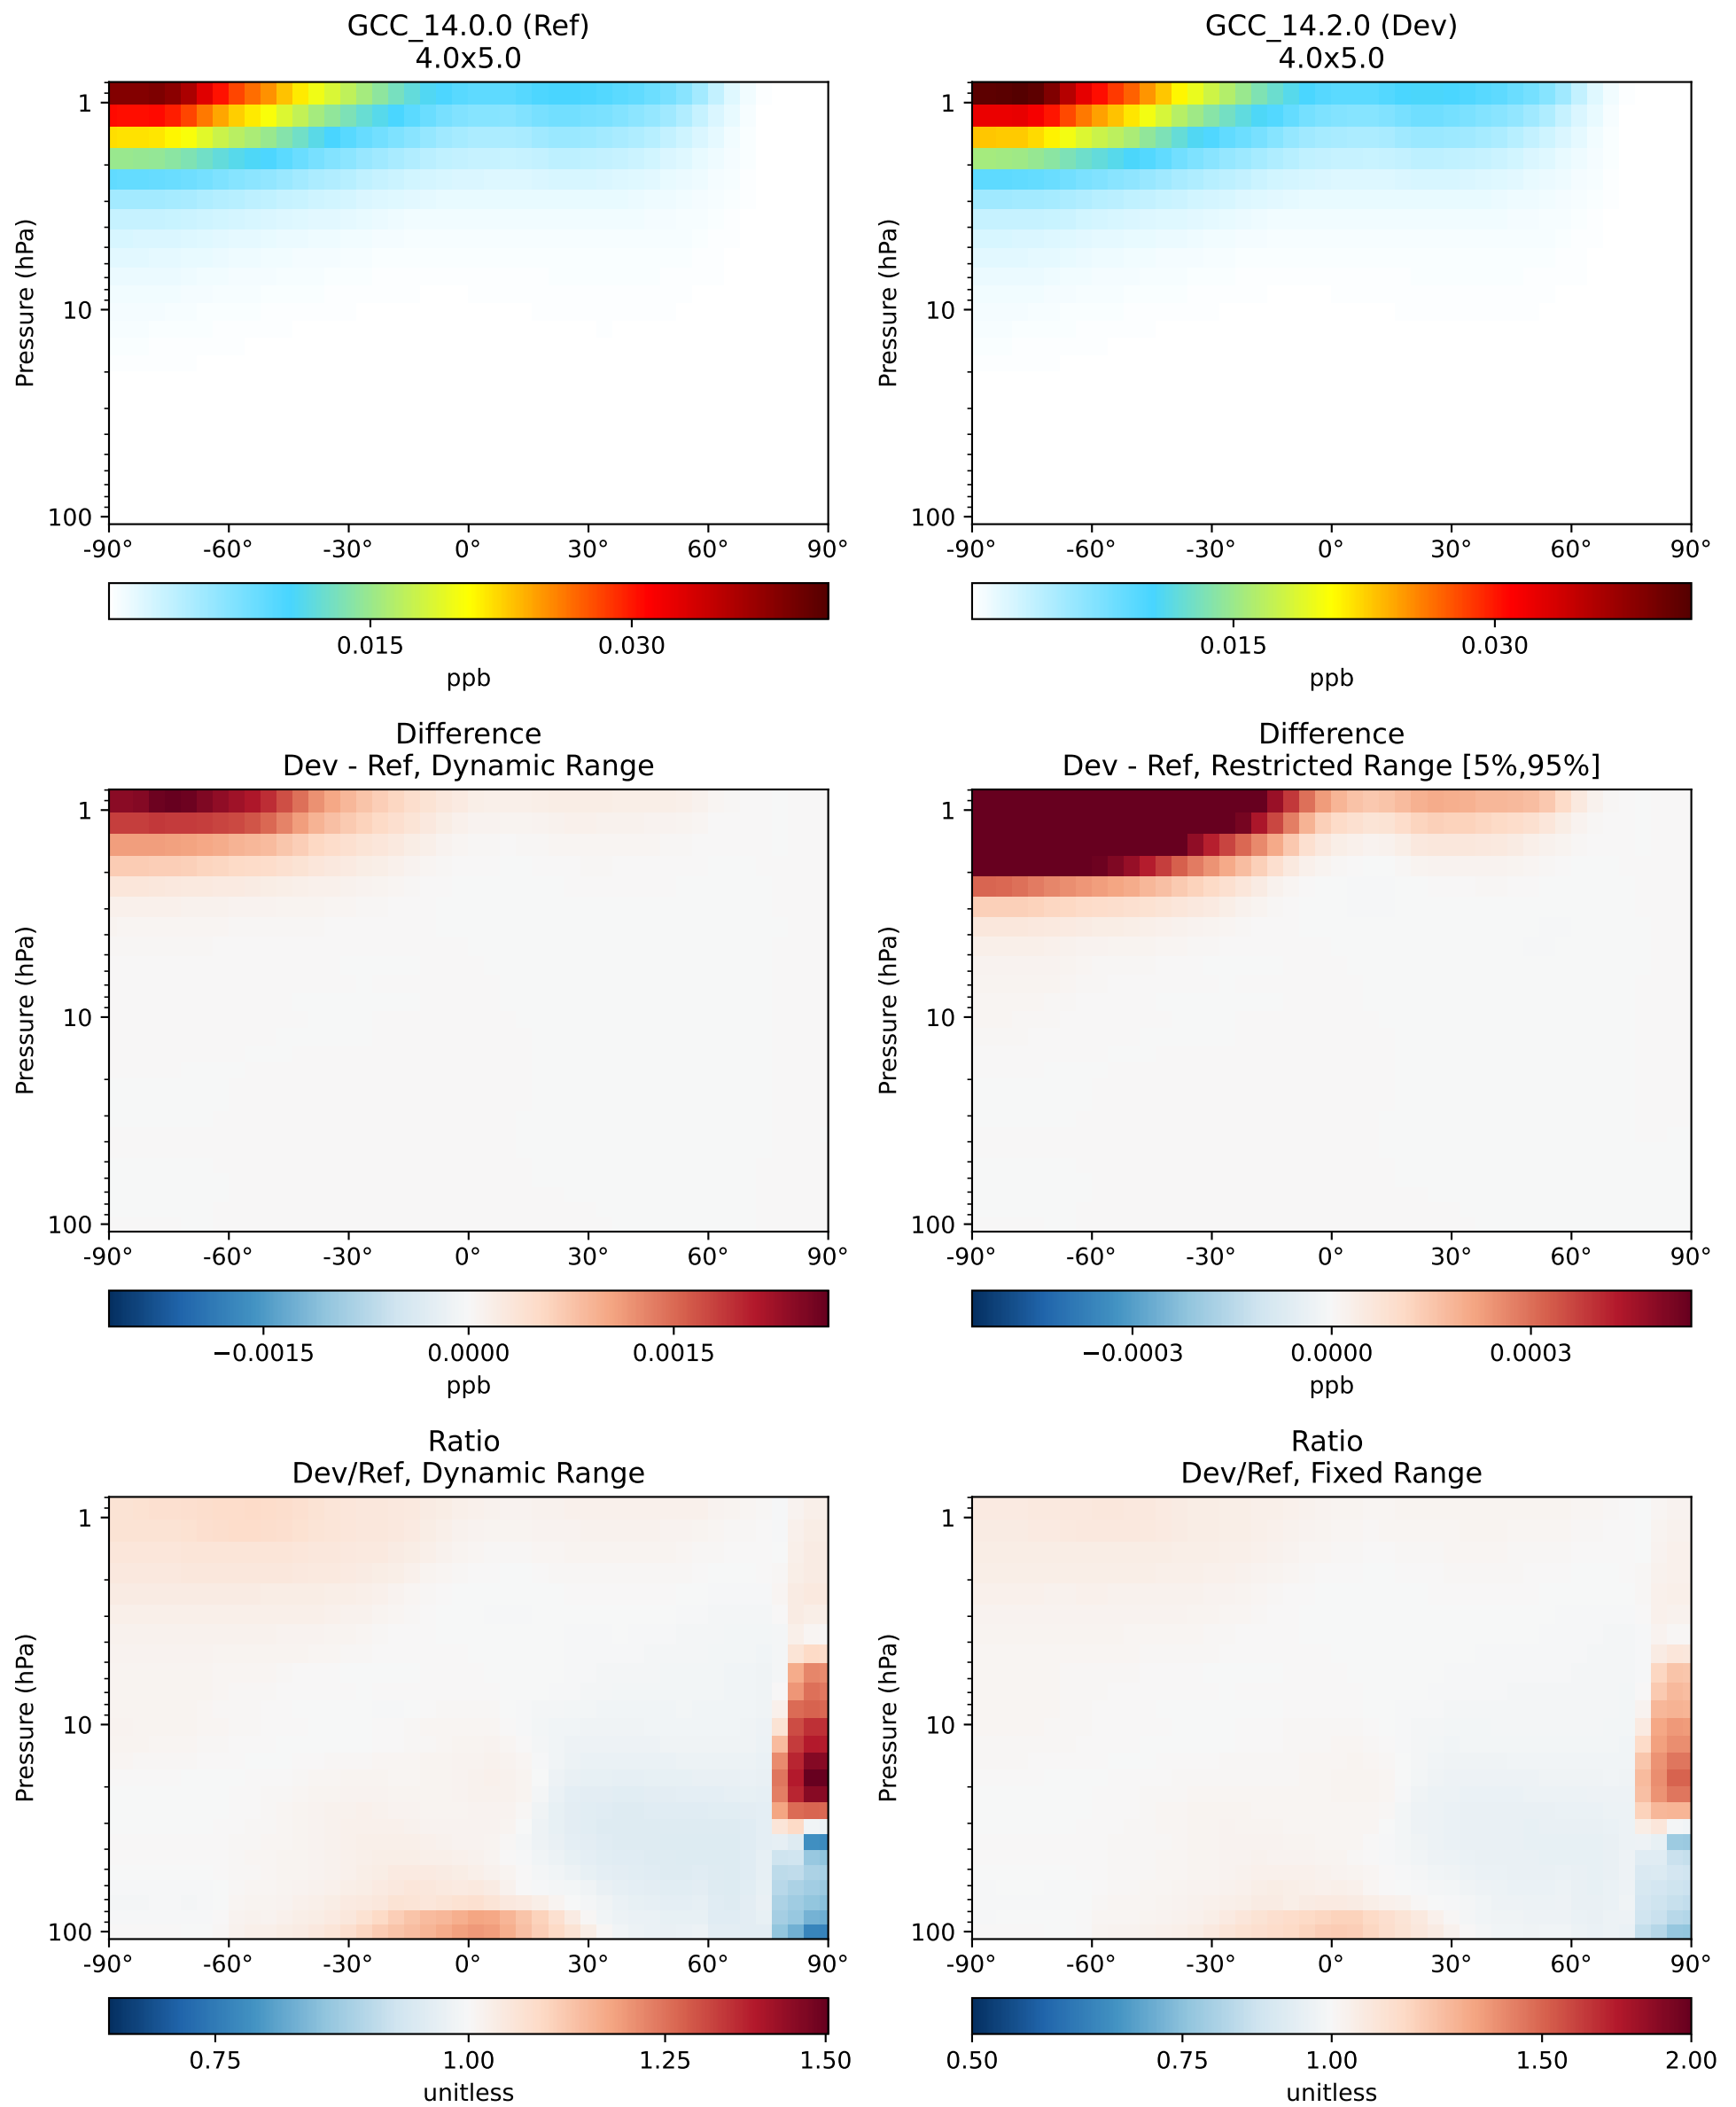 GCC_14.0.0 (Ref)
4.0x5.0
GCC_14.2.0 (Dev)
4.0x5.0
Pressure (hPa)
1
10
100
-90° -60° -30° 0° 30° 60° 90°
0.015 0.030
ppb
Pressure (hPa)
1
10
100
-90° -60° -30° 0° 30° 60° 90°
0.015 0.030
ppb
Difference
Dev - Ref, Dynamic Range
Difference
Dev - Ref, Restricted Range [5%,95%]
Pressure (hPa)
1
10
100
-90° -60° -30° 0° 30° 60° 90°
−0.0015 0.0000 0.0015
ppb
Pressure (hPa)
1
10
100
-90° -60° -30° 0° 30° 60° 90°
−0.0003 0.0000 0.0003
ppb
Ratio
Dev/Ref, Dynamic Range
Ratio
Dev/Ref, Fixed Range
Pressure (hPa)
1
10
100
-90° -60° -30° 0° 30° 60° 90°
0.75 1.00 1.25 1.50
unitless
Pressure (hPa)
1
10
100
-90° -60° -30° 0° 30° 60° 90°
0.50 0.75 1.00 1.50 2.00
unitless